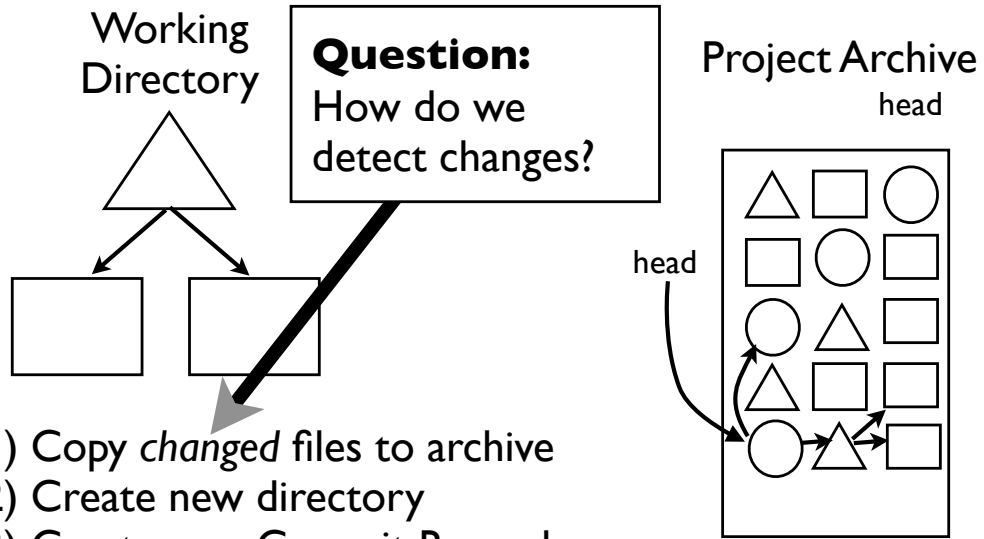 Working
Directory
Question:
How do we
detect changes?
Project Archive
head
head
) Copy changed files to archive
) Create new directory